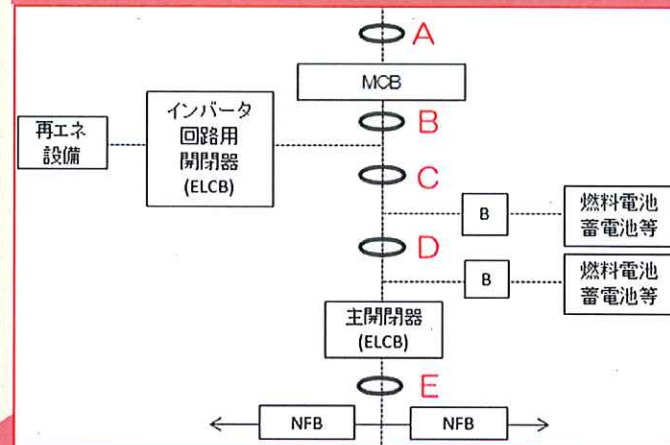 A
MCB
B
インバータ
回路用
開閉器
(ELCB)
再エネ
設備
C
B
燃料電池
蓄電池等
D
B
燃料電池
蓄電池等
主開閉器
(ELCB)
E
NFB
NFB